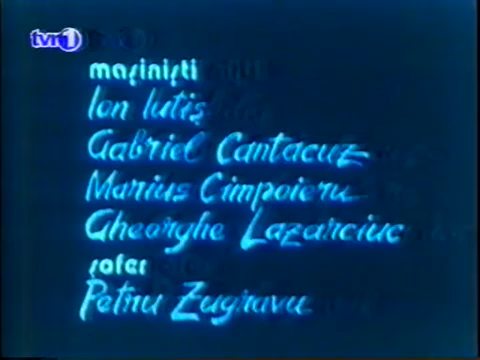 tvr1
mașiniști
Ion Iutiș
Gabriel Cantacuz
Marius Cimpoieru
Gheorghe Lazarciuc
șofer
Petru Zugravu